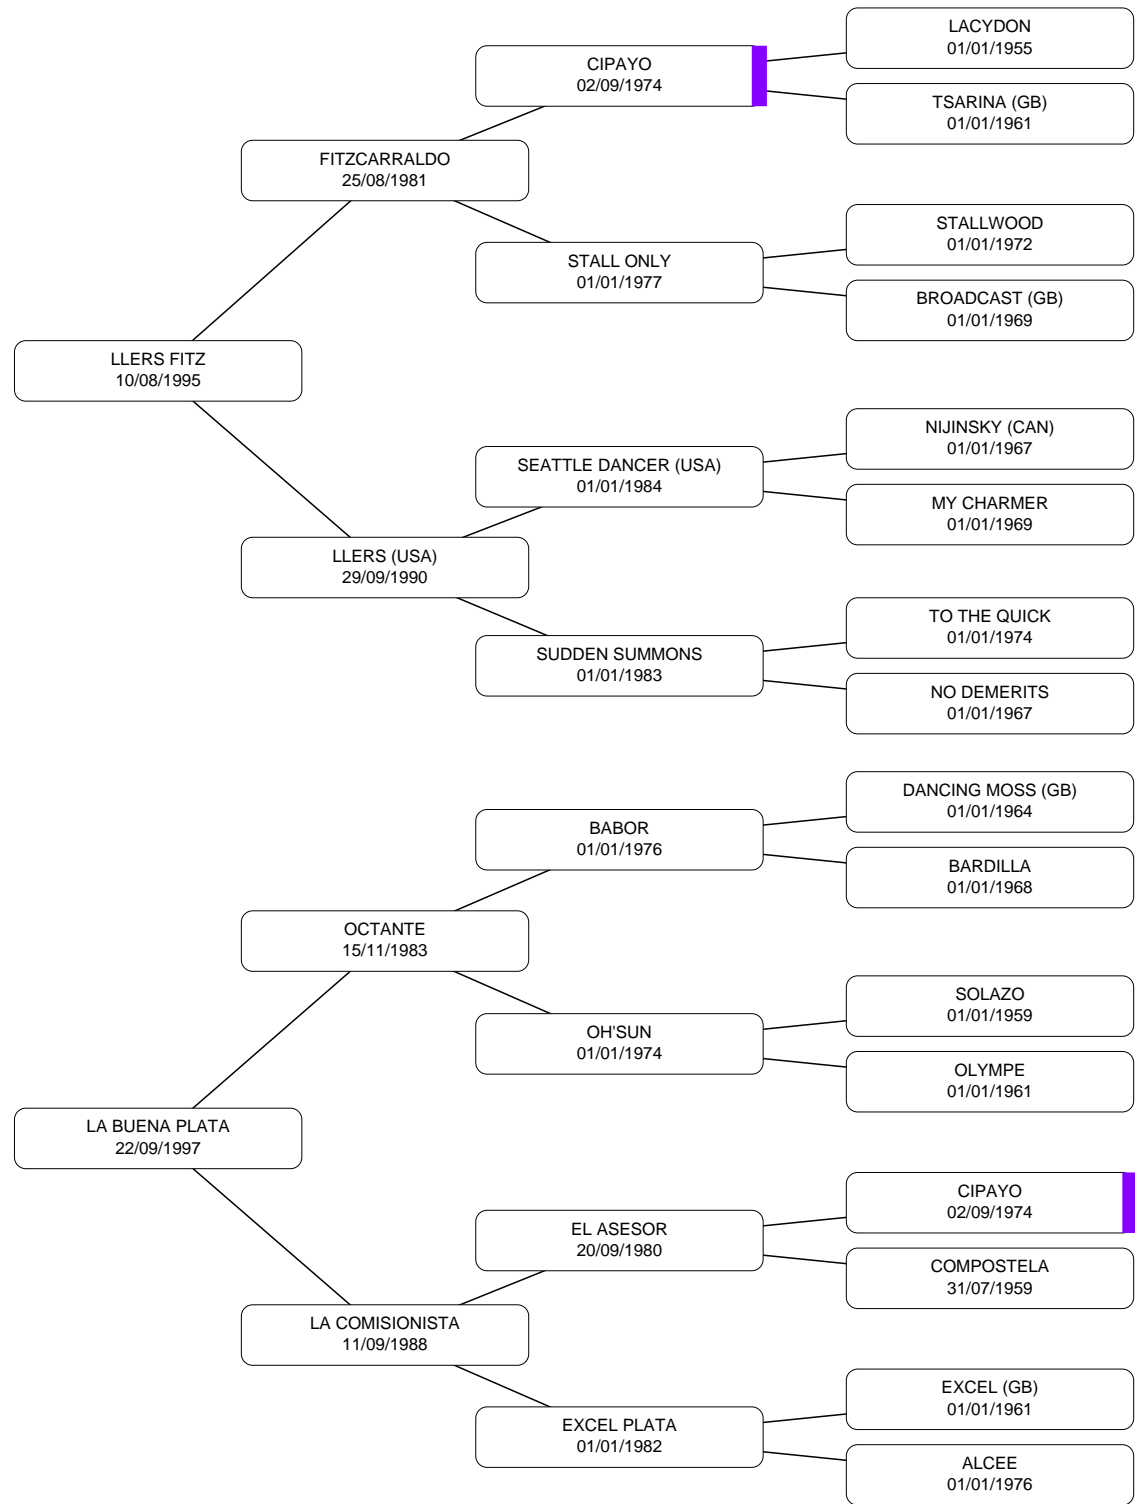 LACYDON
01/01/1955
CIPAYO
02/09/1974
TSARINA (GB)
01/01/1961
FITZCARRALDO
25/08/1981
STALLWOOD
01/01/1972
STALL ONLY
01/01/1977
BROADCAST (GB)
01/01/1969
LLERS FITZ
10/08/1995
NIJINSKY (CAN)
01/01/1967
SEATTLE DANCER (USA)
01/01/1984
MY CHARMER
01/01/1969
LLERS (USA)
29/09/1990
TO THE QUICK
01/01/1974
SUDDEN SUMMONS
01/01/1983
NO DEMERITS
01/01/1967
DANCING MOSS (GB)
01/01/1964
BABOR
01/01/1976
BARDILLA
01/01/1968
OCTANTE
15/11/1983
SOLAZO
01/01/1959
OH'SUN
01/01/1974
OLYMPE
01/01/1961
LA BUENA PLATA
22/09/1997
CIPAYO
02/09/1974
EL ASESOR
20/09/1980
COMPOSTELA
31/07/1959
LA COMISIONISTA
11/09/1988
EXCEL (GB)
01/01/1961
EXCEL PLATA
01/01/1982
ALCEE
01/01/1976